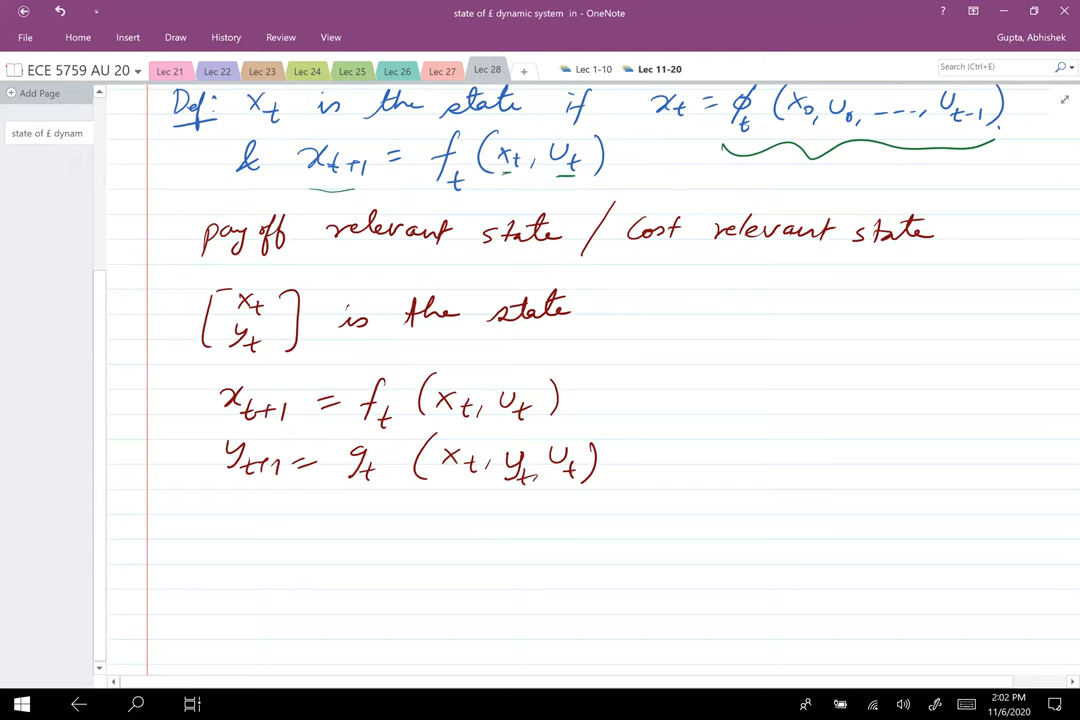 state of £ dynamic system in - OneNote
?
File Home Insert Draw History Review View
Gupta, Abhishek
ECE 5759 AU 20
Lec 21 Lec 22 Lec 23 Lec 24 Lec 25 Lec 26 Lec 27 Lec 28 + Lec 1-10 Lec 11-20
Search (Ctrl+E)
Add Page
state of £ dynam
Def: x_t is the state if x_t = ϕ_t (x_0, u_0, ----, u_{t-1}).
& x_{t+1} = f_t (x_t, u_t)
payoff relevant state / cost relevant state
[x_t
y_t] is the state
x_{t+1} = f_t (x_t, u_t)
y_{t+1} = g_t (x_t, y_t, u_t)
2:02 PM
11/6/2020